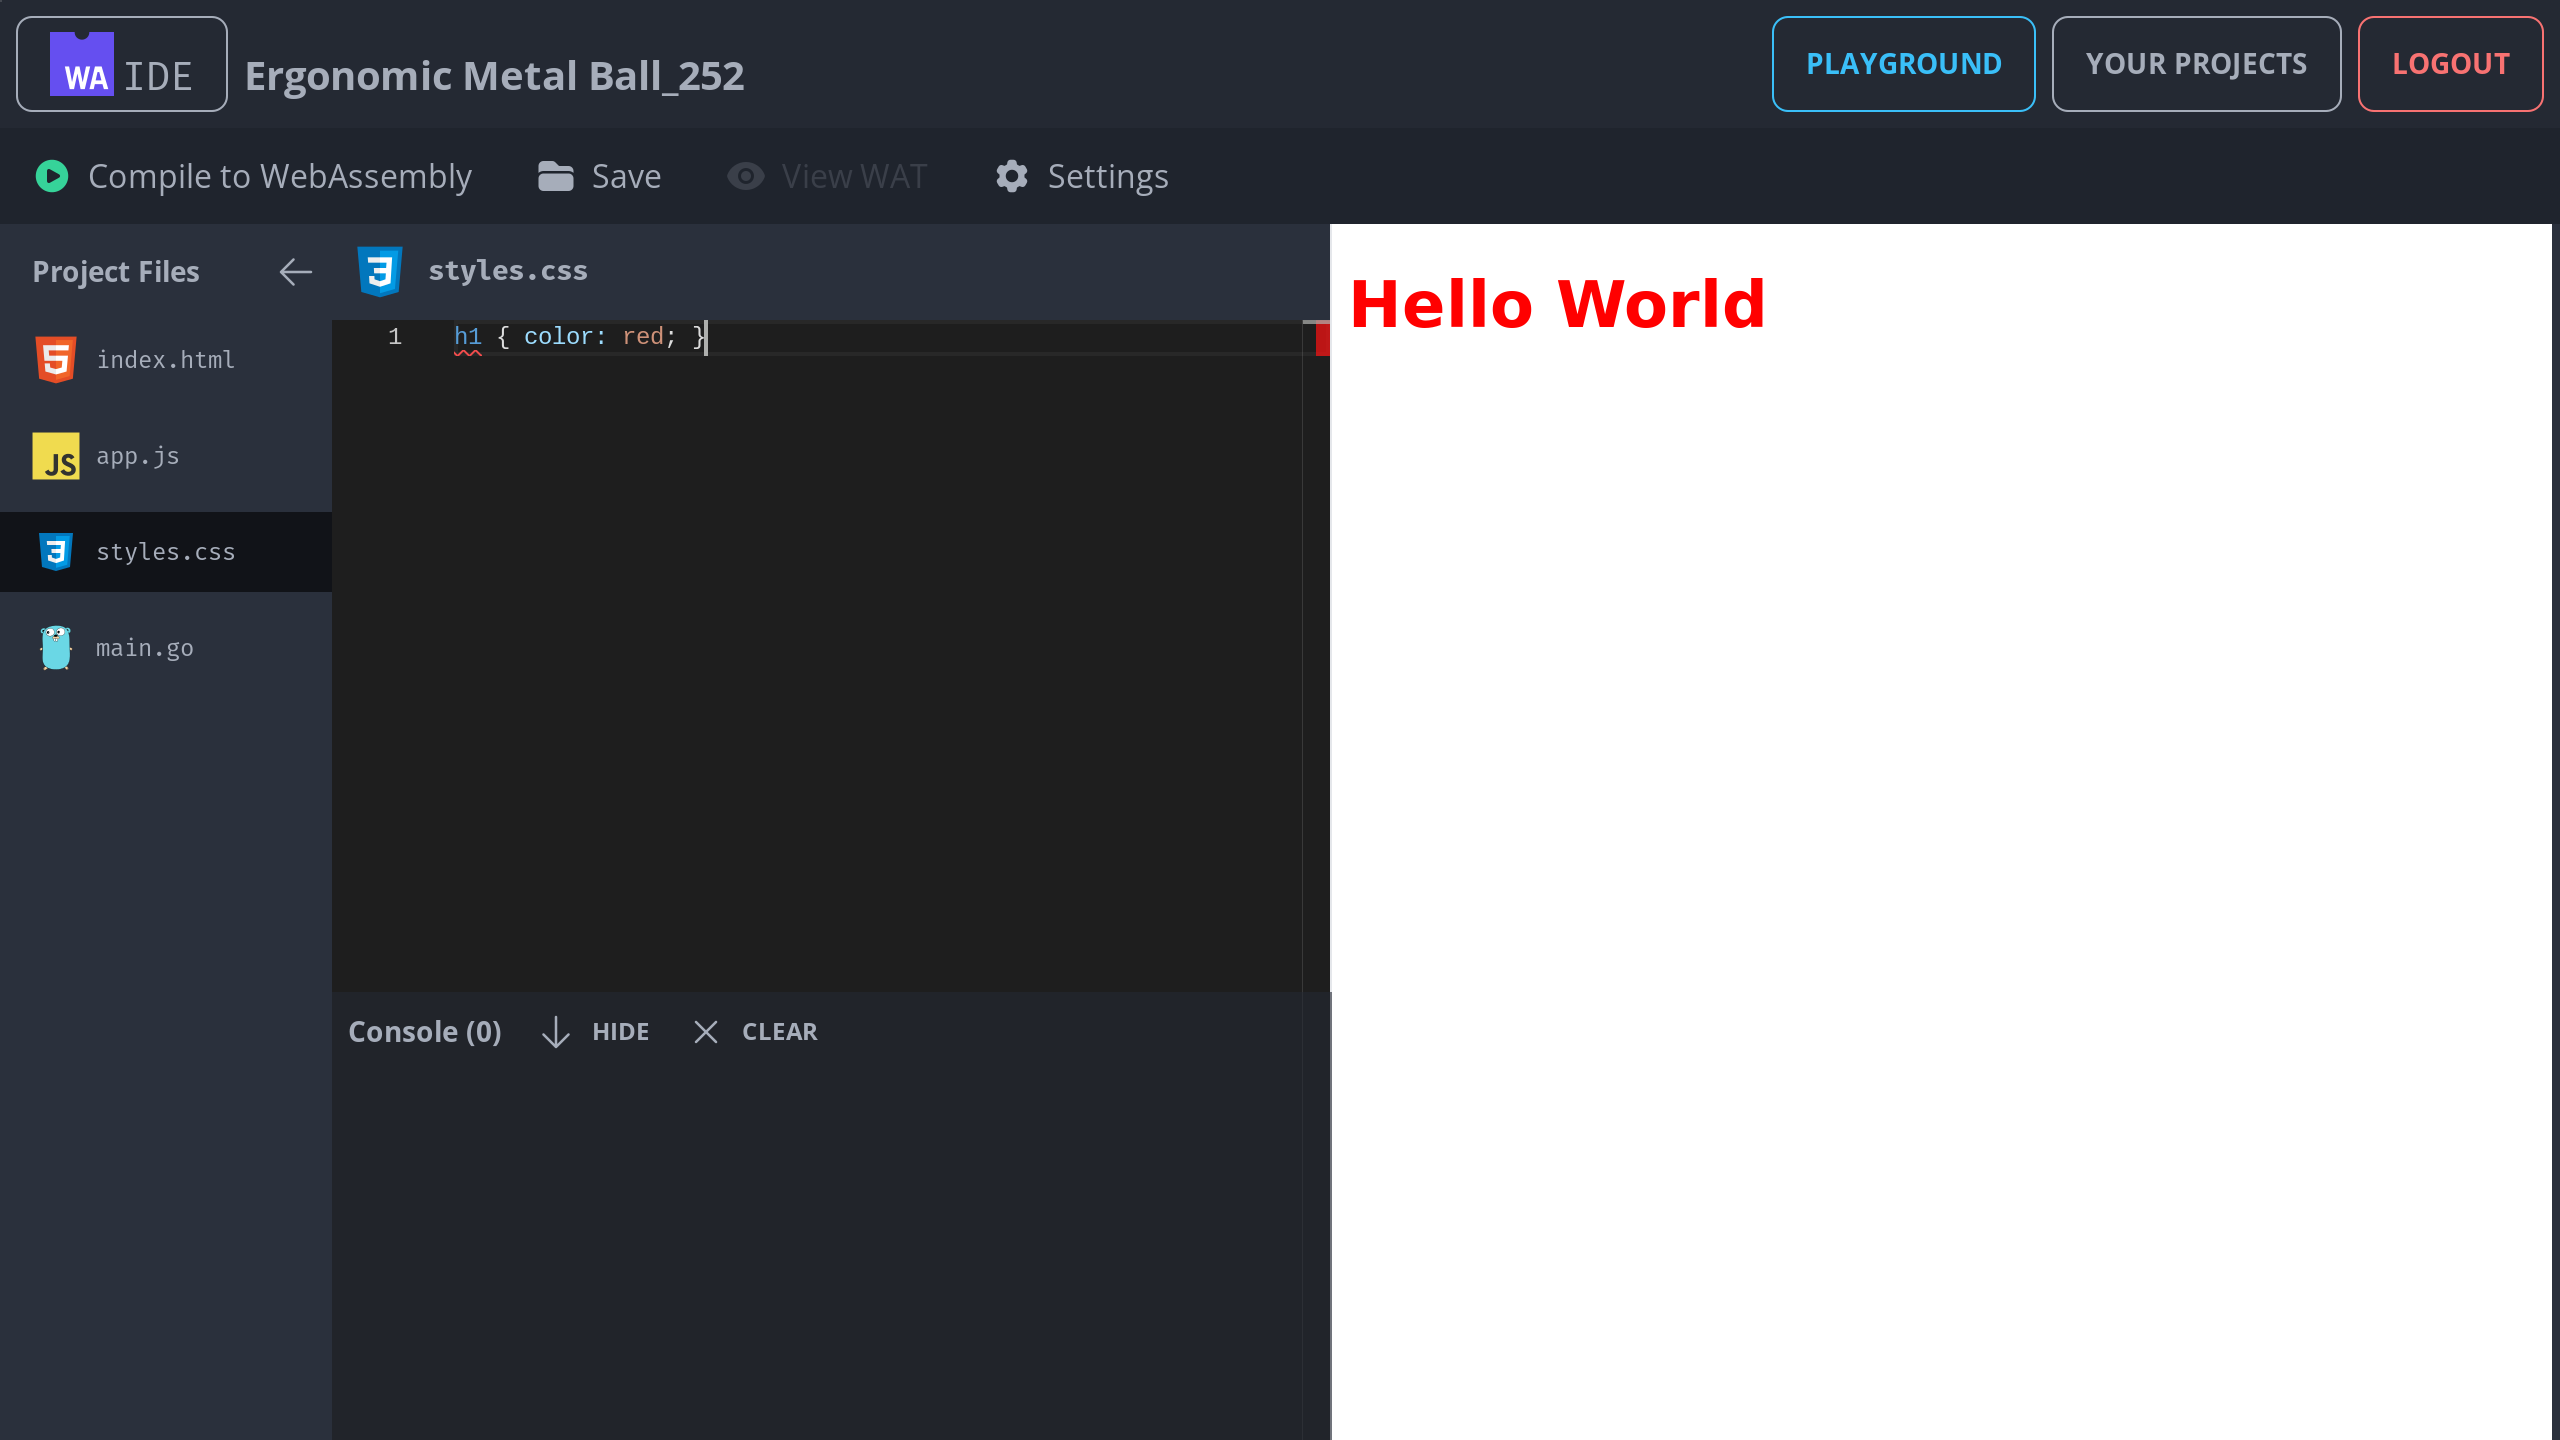 WA IDE
Ergonomic Metal Ball_252
PLAYGROUND
YOUR PROJECTS
LOGOUT
Compile to WebAssembly
Save
View WAT
Settings
Project Files
styles.css
index.html
JS app.js
styles.css
main.go
1 h1 { color: red; }
Hello World
Console (0)
HIDE
CLEAR